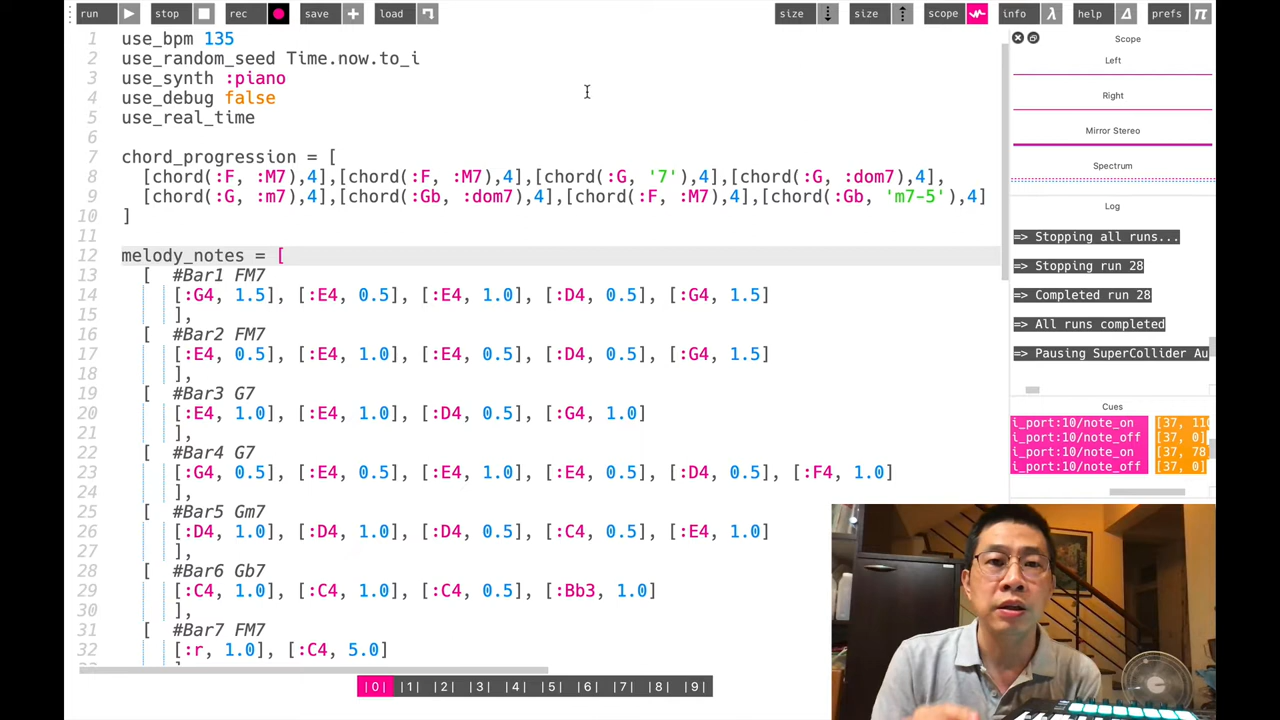 run stop rec save load size size scope info help prefs
1 use_bpm 135
2 use_random_seed Time.now.to_i
3 use_synth :piano
4 use_debug false
5 use_real_time
6
7 chord_progression = [
8 [chord(:F, :M7),4],[chord(:F, :M7),4],[chord(:G, '7'),4],[chord(:G, :dom7),4],
9 [chord(:G, :m7),4],[chord(:Gb, :dom7),4],[chord(:F, :M7),4],[chord(:Gb, 'm7-5'),4]
10 ]
11
12 melody_notes = [
13 [ #Bar1 FM7
14 [:G4, 1.5], [:E4, 0.5], [:E4, 1.0], [:D4, 0.5], [:G4, 1.5]
15 ],
16 [ #Bar2 FM7
17 [:E4, 0.5], [:E4, 1.0], [:E4, 0.5], [:D4, 0.5], [:G4, 1.5]
18 ],
19 [ #Bar3 G7
20 [:E4, 1.0], [:E4, 1.0], [:D4, 0.5], [:G4, 1.0]
21 ],
22 [ #Bar4 G7
23 [:G4, 0.5], [:E4, 0.5], [:E4, 1.0], [:E4, 0.5], [:D4, 0.5], [:F4, 1.0]
24 ],
25 [ #Bar5 Gm7
26 [:D4, 1.0], [:D4, 1.0], [:D4, 0.5], [:C4, 0.5], [:E4, 1.0]
27 ],
28 [ #Bar6 Gb7
29 [:C4, 1.0], [:C4, 1.0], [:C4, 0.5], [:Bb3, 1.0]
30 ],
31 [ #Bar7 FM7
32 [:r, 1.0], [:C4, 5.0]
|0| |1| |2| |3| |4| |5| |6| |7| |8| |9|
Scope
Left
Right
Mirror Stereo
Spectrum
Log
=> Stopping all runs...
=> Stopping run 28
=> Completed run 28
=> All runs completed
=> Pausing SuperCollider Au
Cues
i_port:10/note_on [37, 110
i_port:10/note_off [37, 0]
i_port:10/note_on [37, 78
i_port:10/note_off [37, 0]